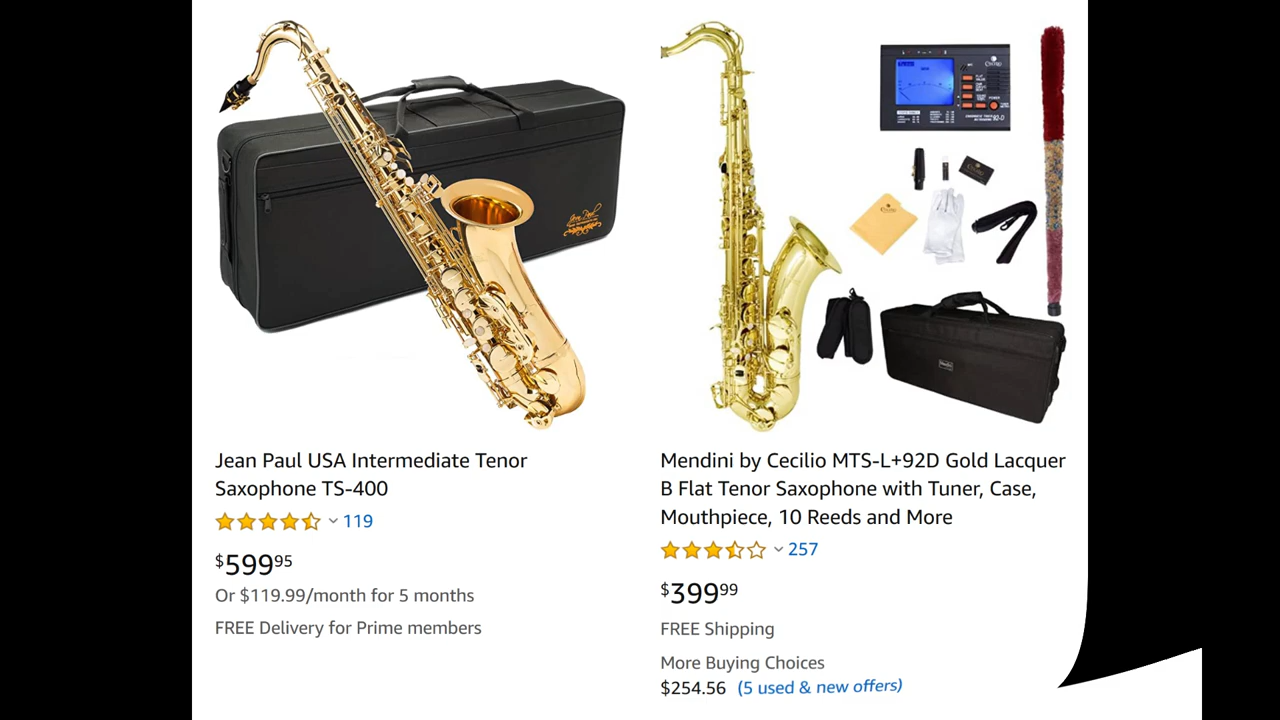 Jean Paul USA Intermediate Tenor
Saxophone TS-400
119
$599 95
Or $119.99/month for 5 months
FREE Delivery for Prime members
Mendini by Cecilio MTS-L+92D Gold Lacquer
B Flat Tenor Saxophone with Tuner, Case,
Mouthpiece, 10 Reeds and More
257
$399 99
FREE Shipping
More Buying Choices
$254.56 (5 used & new offers)